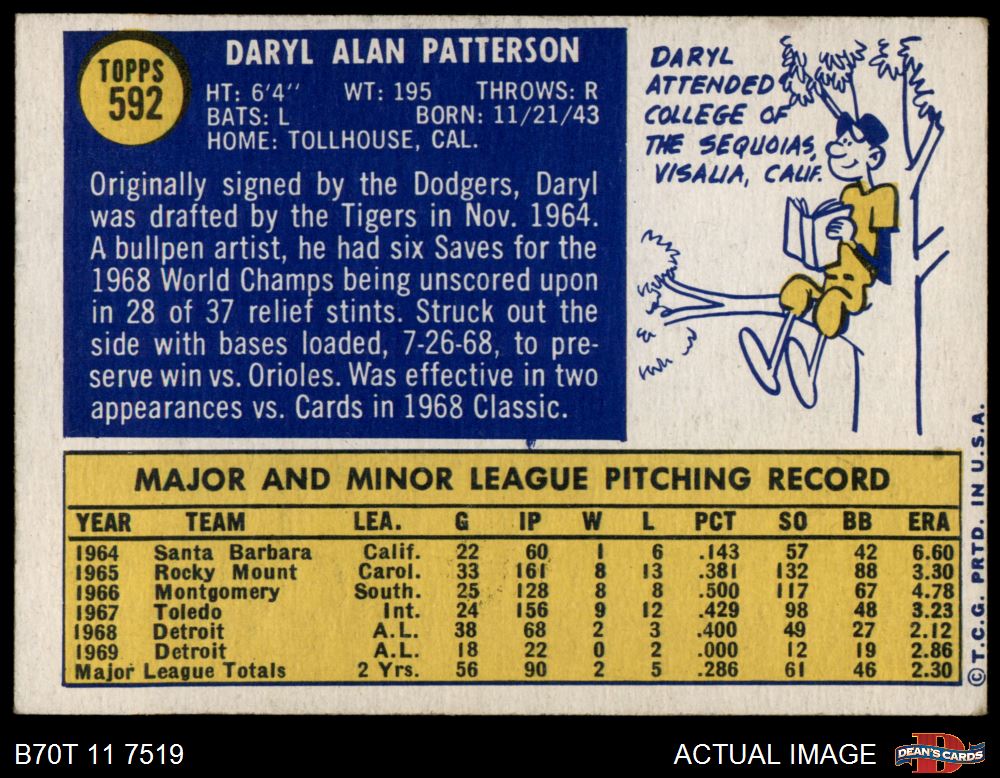 TOPPS
592
DARYL ALAN PATTERSON
HT: 6'4" WT: 195 THROWS: R
BATS: L BORN: 11/21/43
HOME: TOLLHOUSE, CAL.
Originally signed by the Dodgers, Daryl
was drafted by the Tigers in Nov. 1964.
A bullpen artist, he had six Saves for the
1968 World Champs being unscored upon
in 28 of 37 relief stints. Struck out the
side with bases loaded, 7-26-68, to pre-
serve win vs. Orioles. Was effective in two
appearances vs. Cards in 1968 Classic.
DARYL
ATTENDED
COLLEGE OF
THE SEQUOIAS,
VISALIA, CALIF.
MAJOR AND MINOR LEAGUE PITCHING RECORD
YEAR TEAM LEA. G IP W L PCT SO BB ERA
1964 Santa Barbara Calif. 22 60 1 6 .143 57 42 6.60
1965 Rocky Mount Carol. 33 161 8 13 .381 132 88 3.30
1966 Montgomery South. 25 128 8 8 .500 117 67 4.78
1967 Toledo Int. 24 156 9 12 .429 98 48 3.23
1968 Detroit A.L. 38 68 2 3 .400 49 27 2.12
1969 Detroit A.L. 18 22 0 2 .000 12 19 2.86
Major League Totals 2 Yrs. 56 90 2 5 .286 61 46 2.30
©T.C.G. PRTD. IN U.S.A.
B70T 11 7519
ACTUAL IMAGE
DEAN'S CARDS